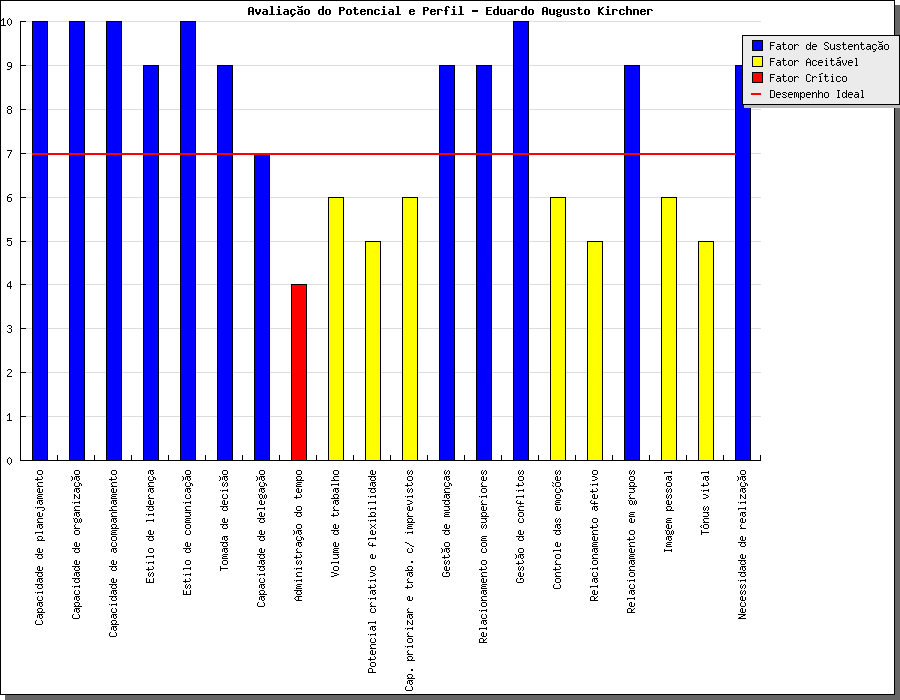 Avaliação do Potencial e Perfil - Eduardo Augusto Kirchner
Fator de Sustentação
Fator Aceitável
Fator Crítico
Desempenho Ideal
10
9
8
7
6
5
4
3
2
1
0
Capacidade de planejamento
Capacidade de organização
Capacidade de acompanhamento
Estilo de liderança
Estilo de comunicação
Tomada de decisão
Capacidade de delegação
Administração do tempo
Volume de trabalho
Potencial criativo e flexibilidade
Cap. priorizar e trab. c/ imprevistos
Gestão de mudanças
Relacionamento com superiores
Gestão de conflitos
Controle das emoções
Relacionamento afetivo
Relacionamento em grupos
Imagem pessoal
Tônus vital
Necessidade de realização